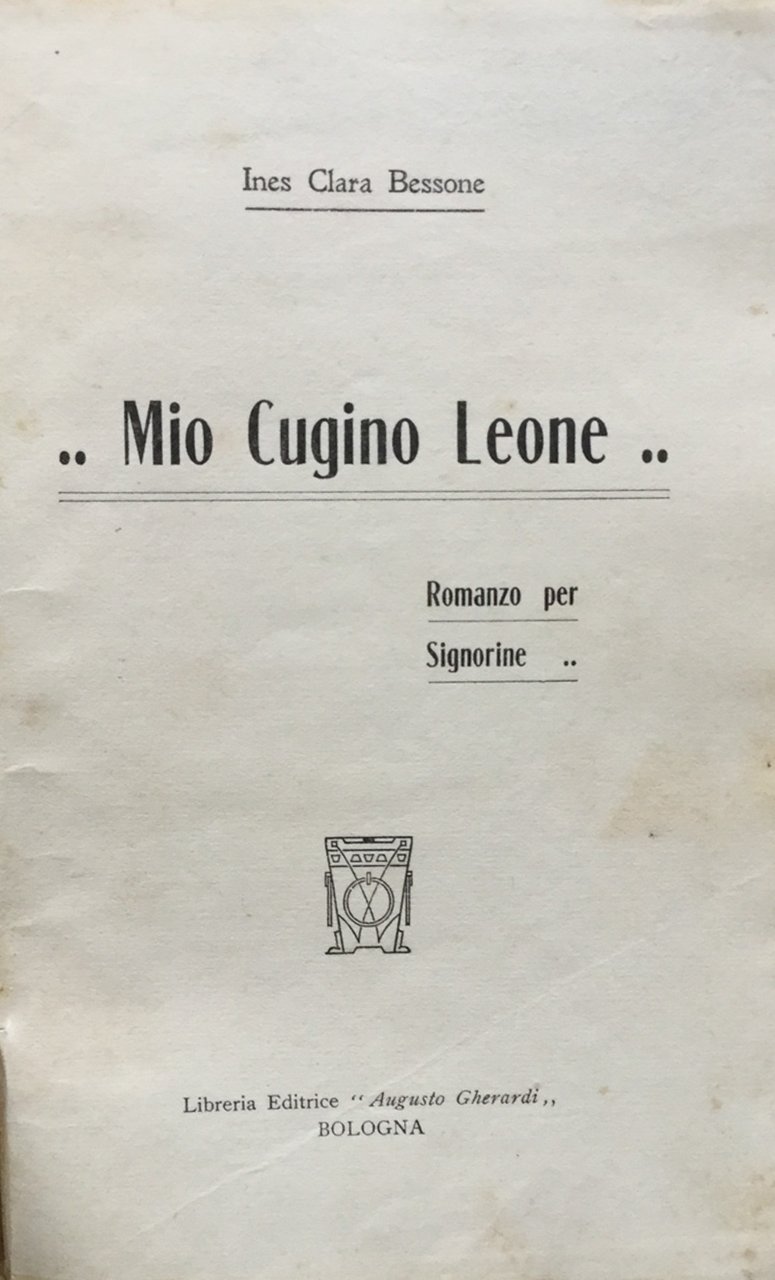 Ines Clara Bessone
.. Mio Cugino Leone ..
Romanzo per
Signorine ..
Libreria Editrice “ Augusto Gherardi ,,
BOLOGNA